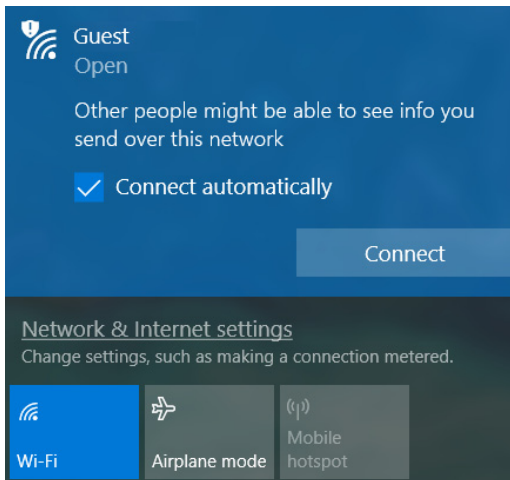 Guest
Open
Other people might be able to see info you
send over this network
Connect automatically
Connect
Network & Internet settings
Change settings, such as making a connection metered.
Wi-Fi
Airplane mode
Mobile
hotspot